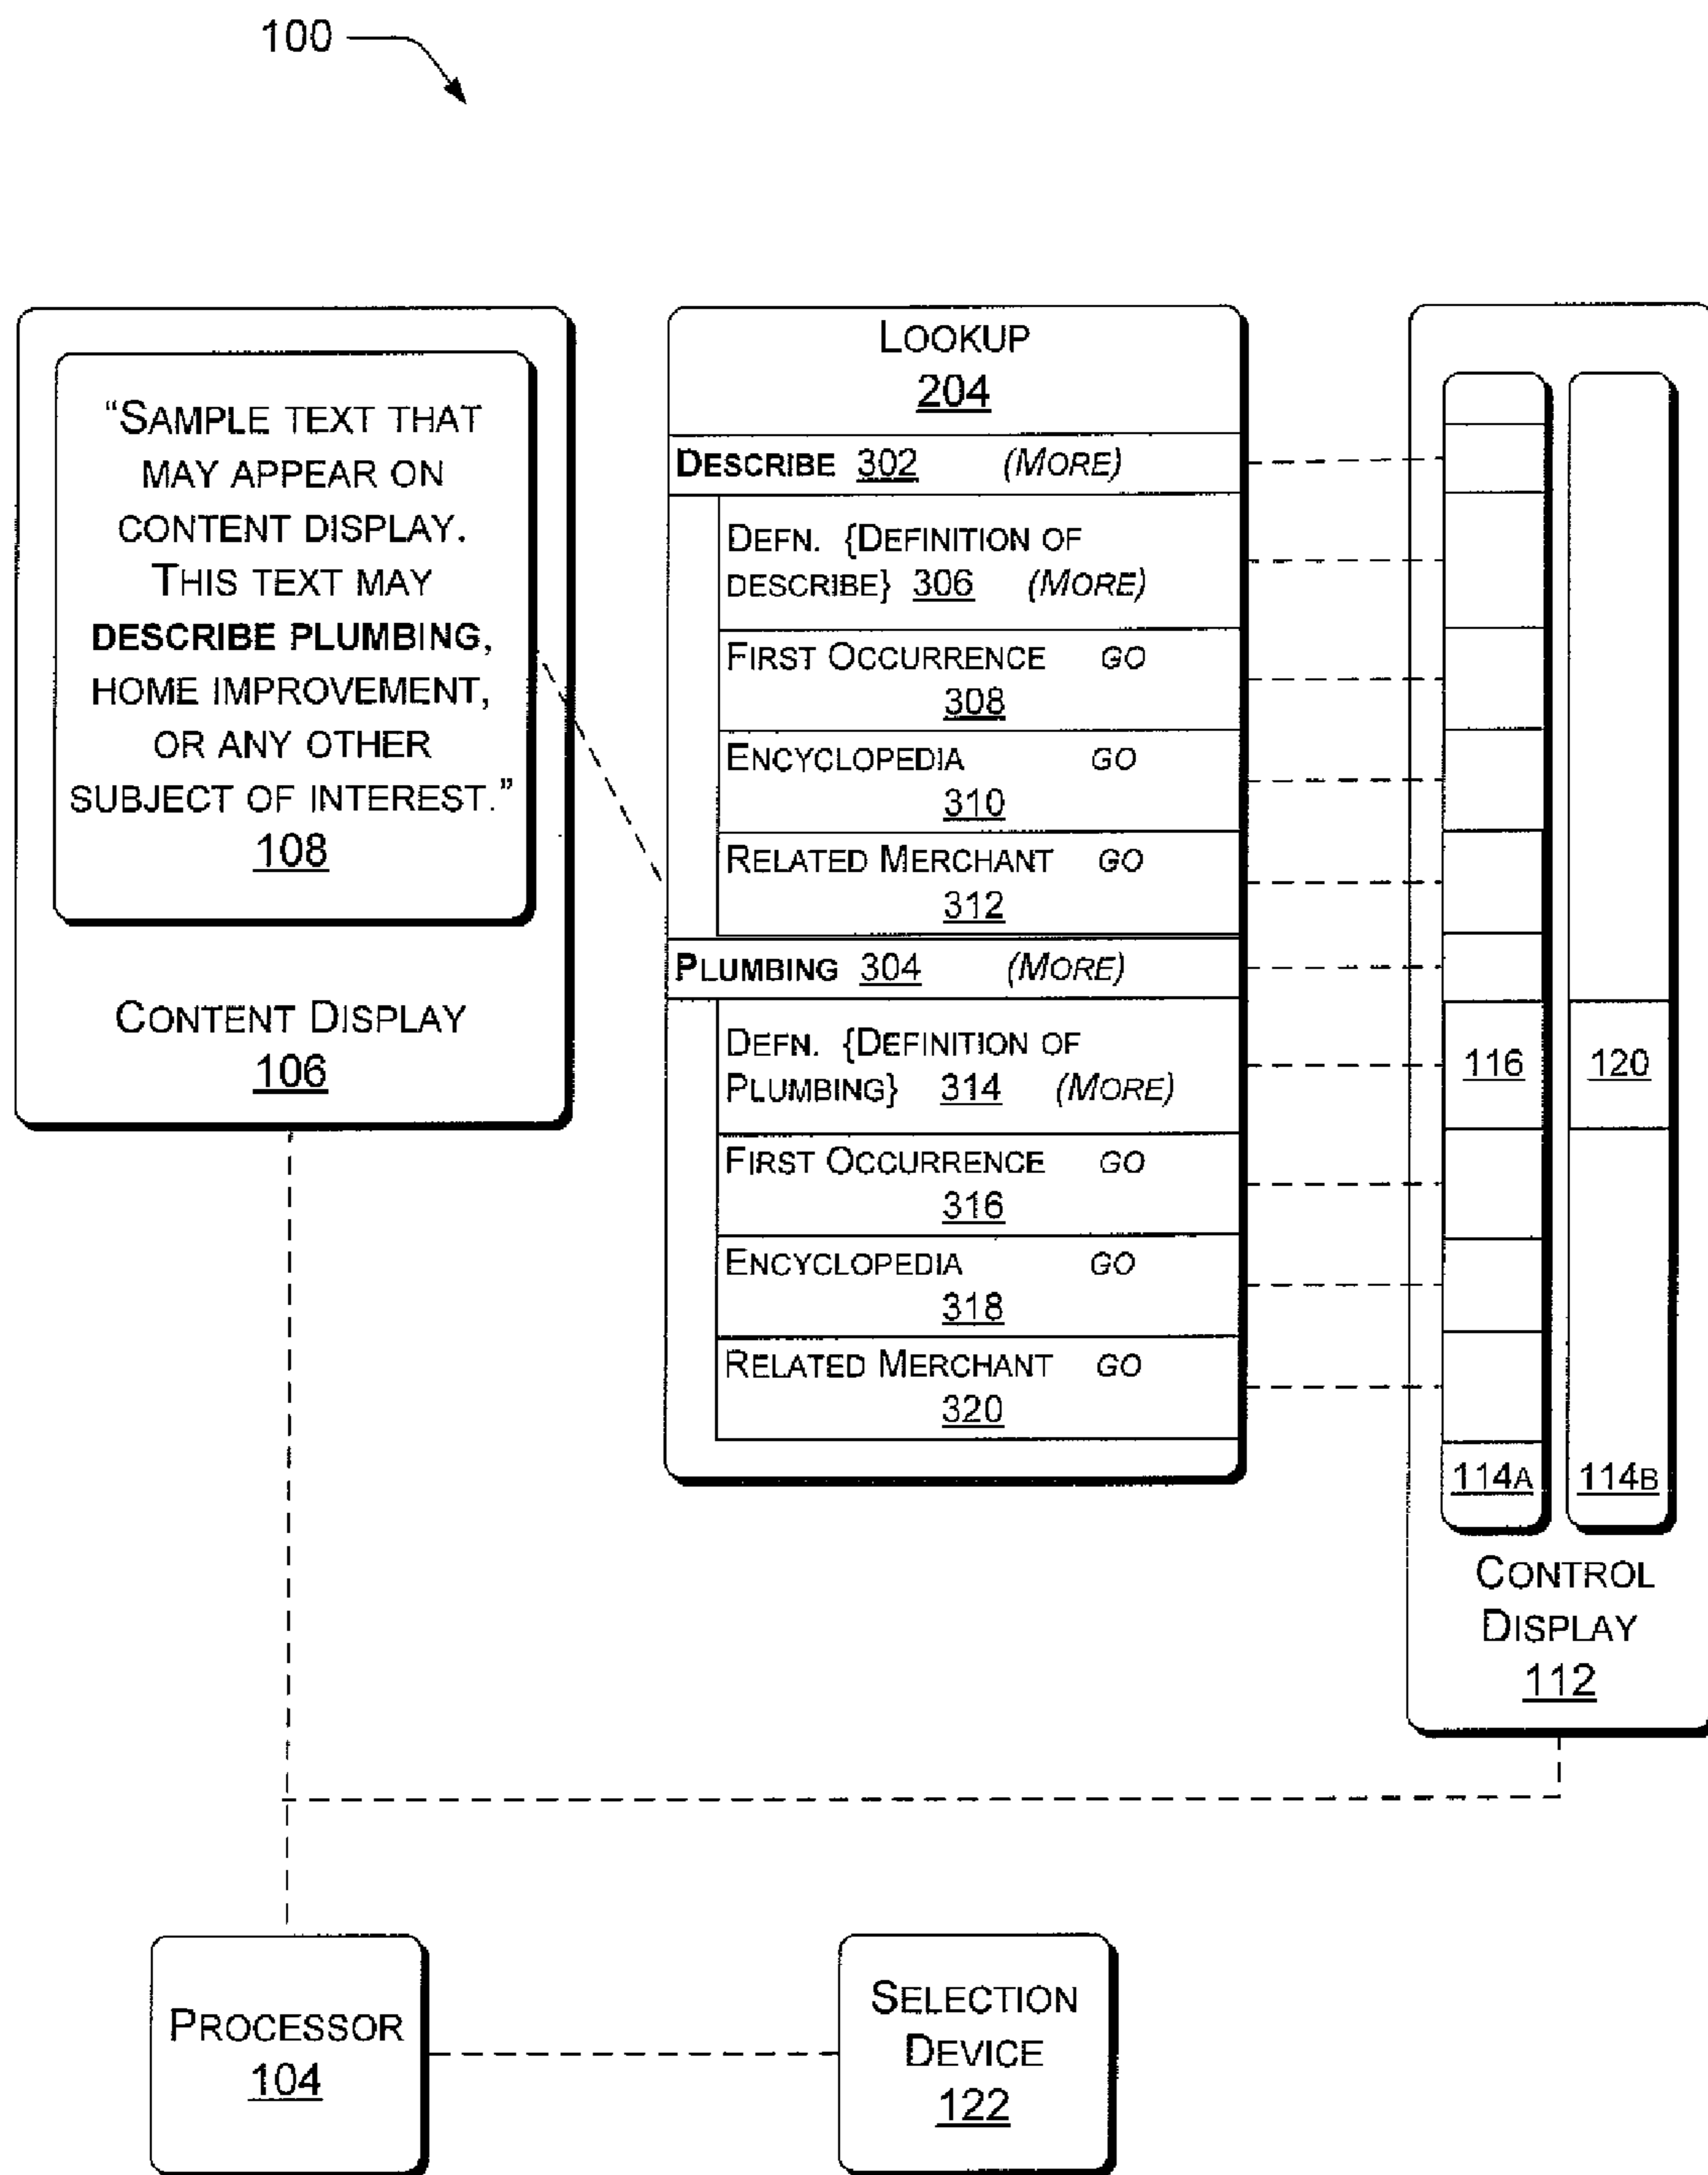 100
“SAMPLE TEXT THAT
MAY APPEAR ON
CONTENT DISPLAY.
THIS TEXT MAY
DESCRIBE PLUMBING,
HOME IMPROVEMENT,
OR ANY OTHER
SUBJECT OF INTEREST.”
108
CONTENT DISPLAY
106
LOOKUP
204
DESCRIBE 302 (MORE)
DEFN. {DEFINITION OF
DESCRIBE} 306 (MORE)
FIRST OCCURRENCE GO
308
ENCYCLOPEDIA GO
310
RELATED MERCHANT GO
312
PLUMBING 304 (MORE)
DEFN. {DEFINITION OF
PLUMBING} 314 (MORE)
FIRST OCCURRENCE GO
316
ENCYCLOPEDIA GO
318
RELATED MERCHANT GO
320
116 120
114A 114B
CONTROL
DISPLAY
112
PROCESSOR
104
SELECTION
DEVICE
122